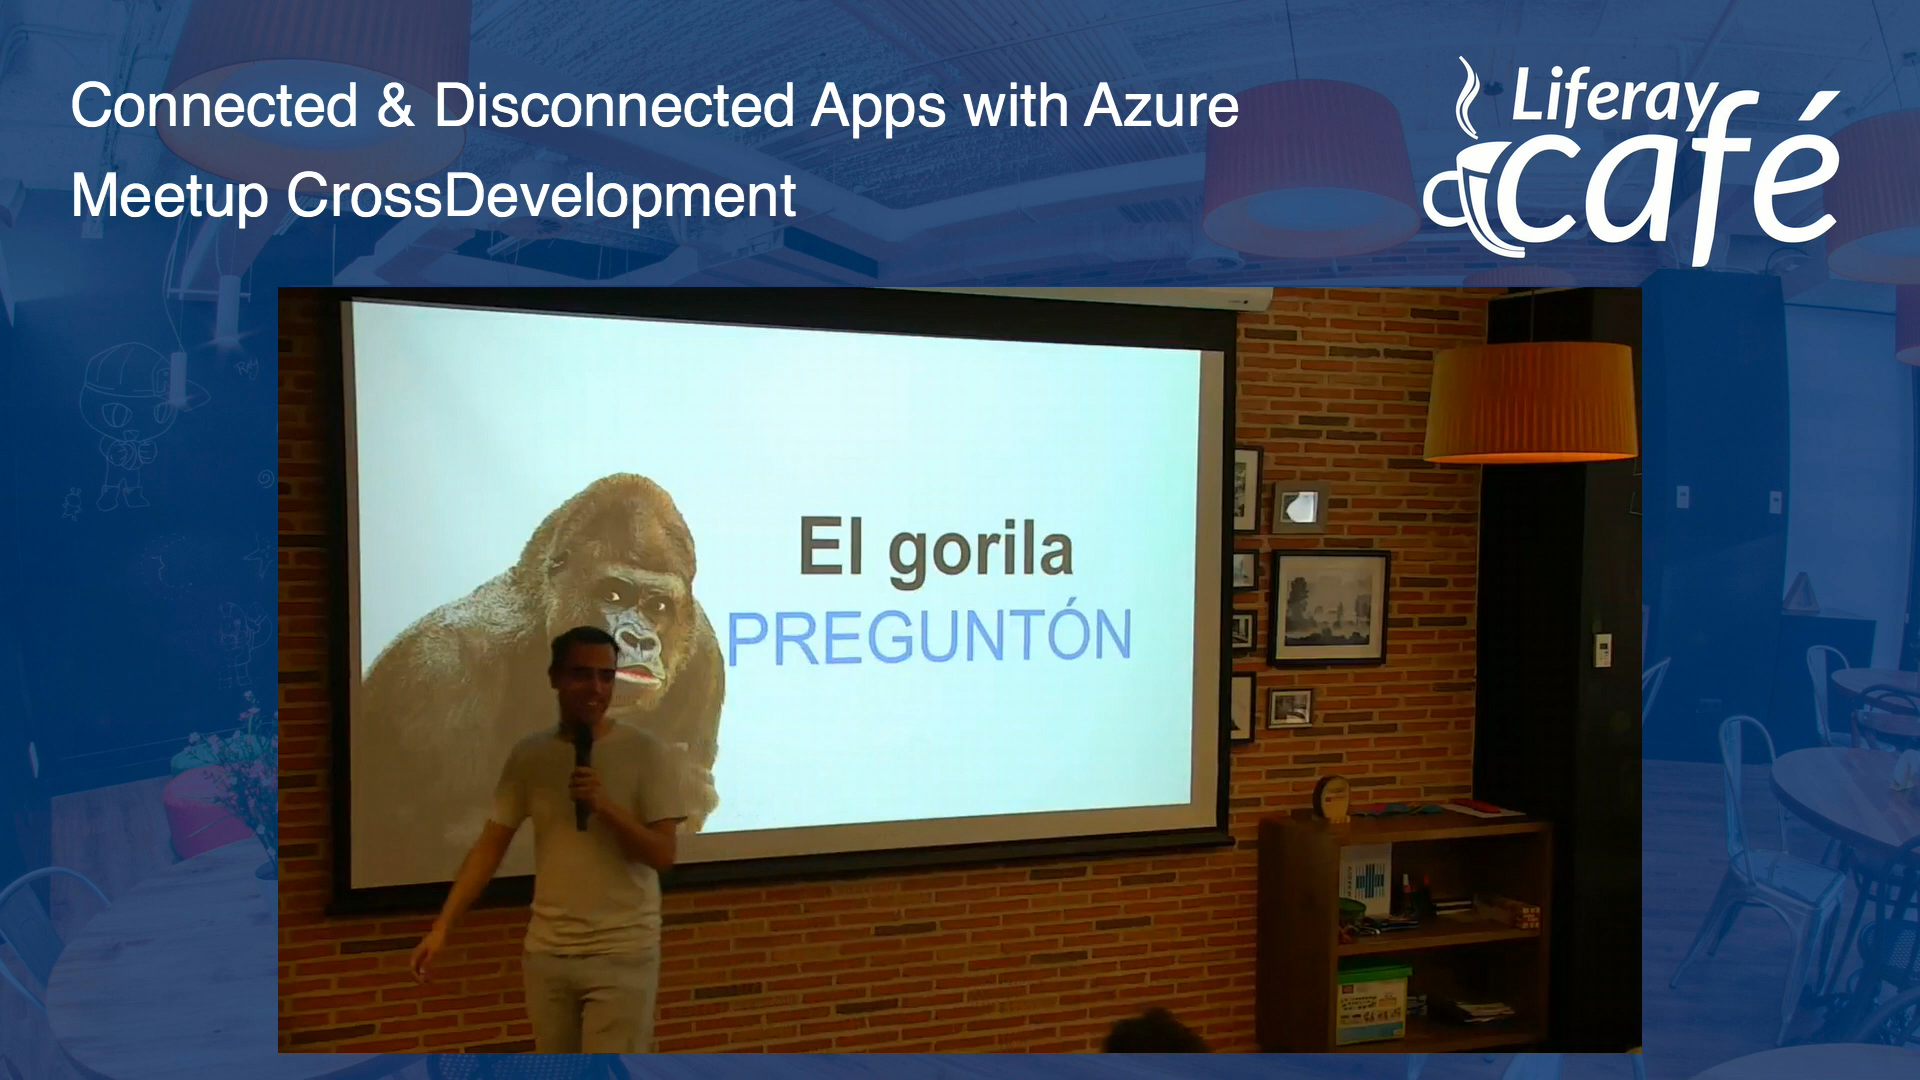 Connected & Disconnected Apps with Azure
Meetup CrossDevelopment
Liferay
café
El gorila
PREGUNTÓN